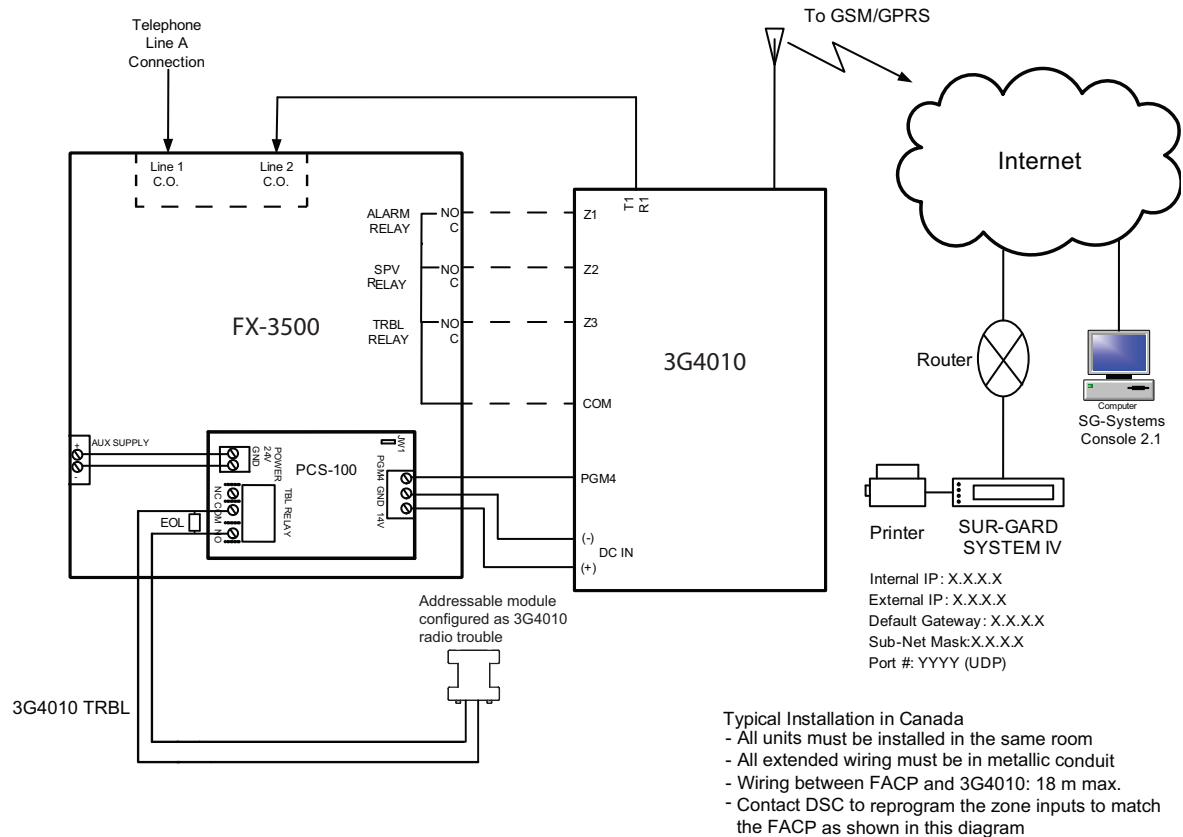 Telephone
Line A
Connection
To GSM/GPRS
Line 1
C.O.
Line 2
C.O.
T1
R1
Internet
ALARM
RELAY
NO
C
Z1
SPV
RELAY
NO
C
Z2
FX-3500
TRBL
RELAY
NO
C
Z3
3G4010
COM
Router
Computer
SG-Systems
Console 2.1
+
-
AUX SUPPLY
POWER
24V
GND
PCS-100
JW1
PGM4 GND 14V
PGM4
NC COM NO
TBL RELAY
EOL
(-)
DC IN
(+)
Printer
SUR-GARD
SYSTEM IV
Internal IP: X.X.X.X
External IP: X.X.X.X
Default Gateway: X.X.X.X
Sub-Net Mask:X.X.X.X
Port #: YYYY (UDP)
Addressable module
configured as 3G4010
radio trouble
3G4010 TRBL
Typical Installation in Canada
- All units must be installed in the same room
- All extended wiring must be in metallic conduit
- Wiring between FACP and 3G4010: 18 m max.
- Contact DSC to reprogram the zone inputs to match
the FACP as shown in this diagram